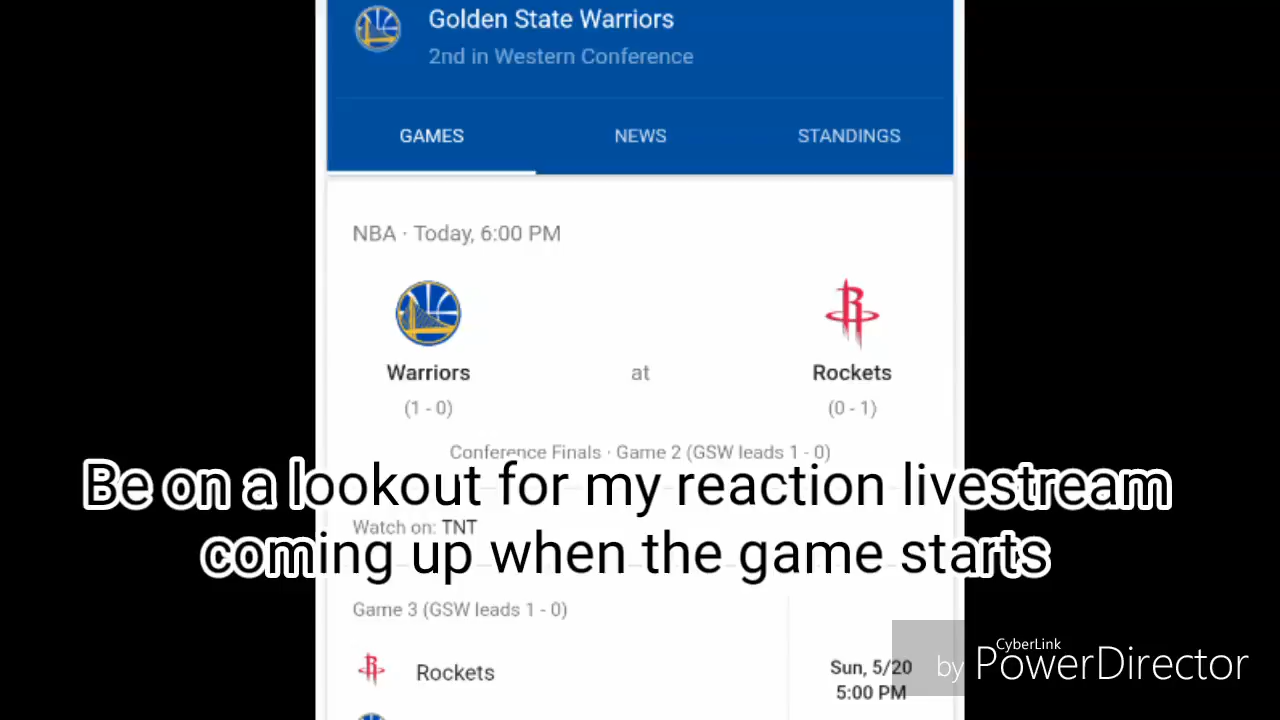 Golden State Warriors
2nd in Western Conference
GAMES NEWS STANDINGS
NBA · Today, 6:00 PM
Warriors at Rockets
(1 - 0) (0 - 1)
Conference Finals · Game 2 (GSW leads 1 - 0)
Be on a lookout for my reaction livestream
Watch on: TNT
coming up when the game starts
Game 3 (GSW leads 1 - 0)
Rockets
Sun, 5/20
5:00 PM
CyberLink
by PowerDirector